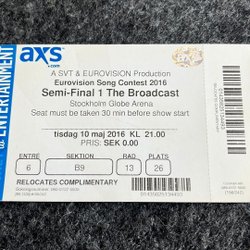 ENTERTAINMENT
axs
.com
A SVT & EUROVISION Production
Eurovision Song Contest 2016
Semi-Final 1 The Broadcast
Stockholm Globe Arena
Seat must be taken 30 min before show start
tisdag 10 maj 2016 KL 21.00
PRIS: SEK 0.00
ENTRE SEKTION RAD PLATS
6 B9 13 26
RELOCATES COMPLIMENTARY